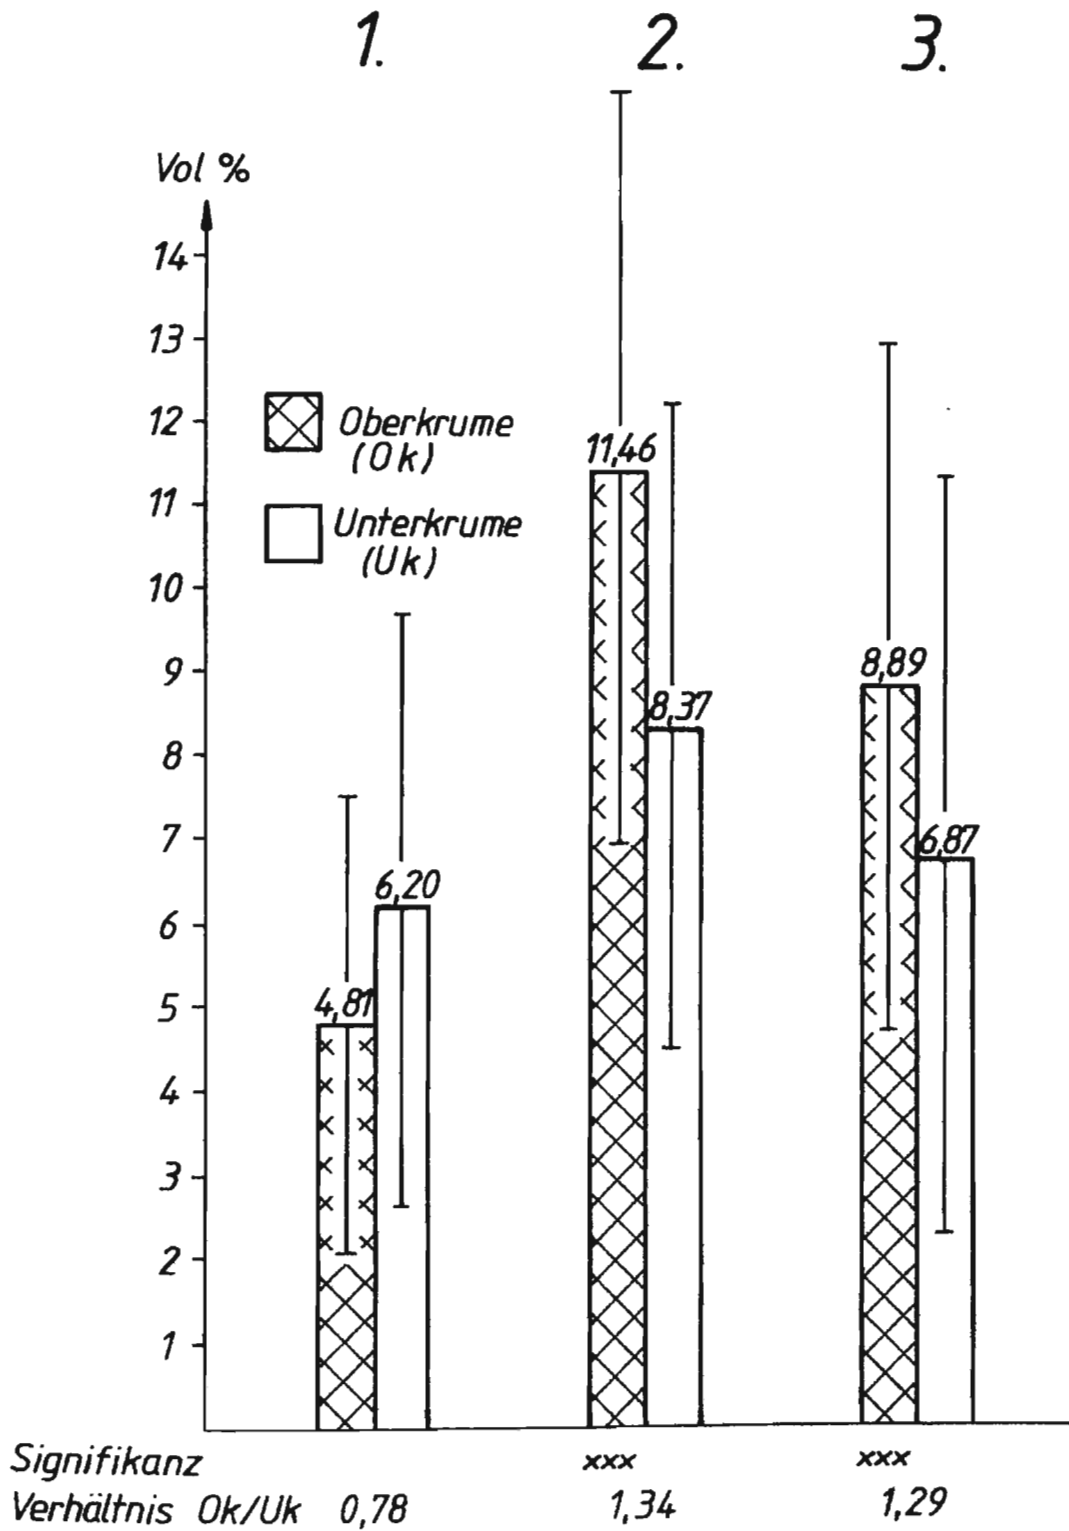 1. 2. 3.
Vol %
14
13
12
11
10
9
8
7
6
5
4
3
2
1
Oberkrume
(Ok)
Unterkrume
(Uk)
4,81
6,20
11,46
8,37
8,89
6,87
Signifikanz xxx xxx
Verhältnis Ok/Uk 0,78 1,34 1,29